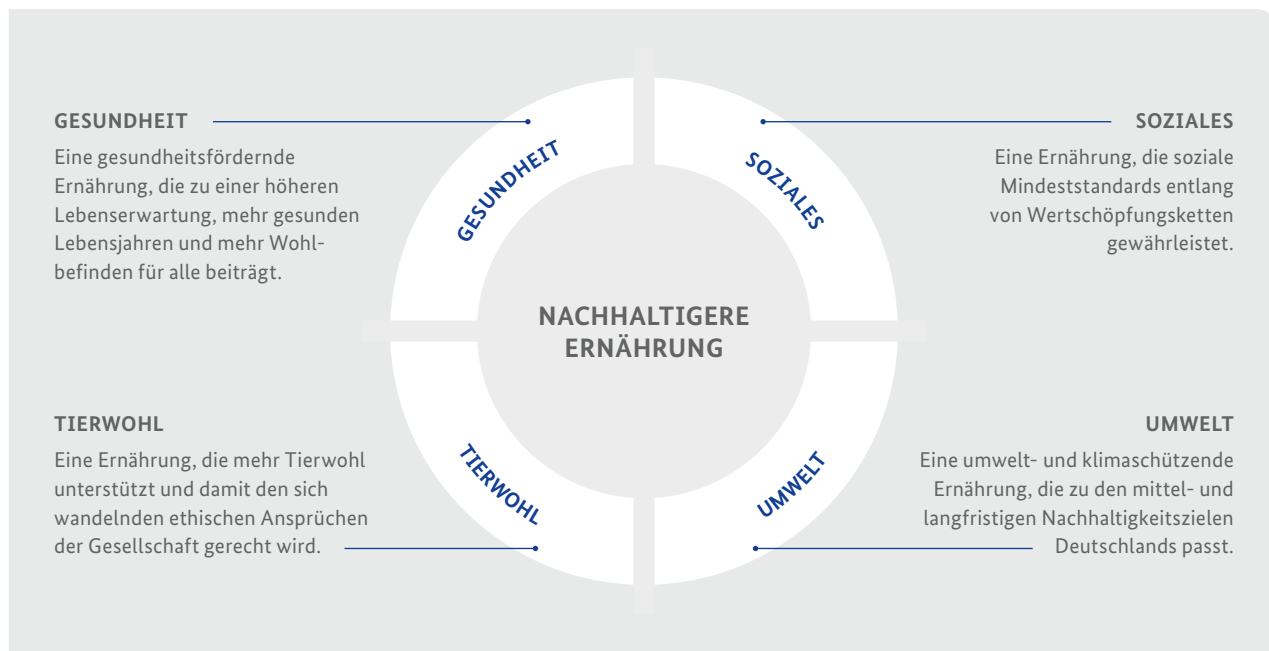 GESUNDHEIT
Eine gesundheitsfördernde
Ernährung, die zu einer höheren
Lebenserwartung, mehr gesunden
Lebensjahren und mehr Wohl-
befinden für alle beiträgt.
SOZIALES
Eine Ernährung, die soziale
Mindeststandards entlang
von Wertschöpfungsketten
gewährleistet.
GESUNDHEIT
SOZIALES
NACHHALTIGERE
ERNÄHRUNG
TIERWOHL
UMWELT
TIERWOHL
Eine Ernährung, die mehr Tierwohl
unterstützt und damit den sich
wandelnden ethischen Ansprüchen
der Gesellschaft gerecht wird.
UMWELT
Eine umwelt- und klimaschützende
Ernährung, die zu den mittel- und
langfristigen Nachhaltigkeitszielen
Deutschlands passt.